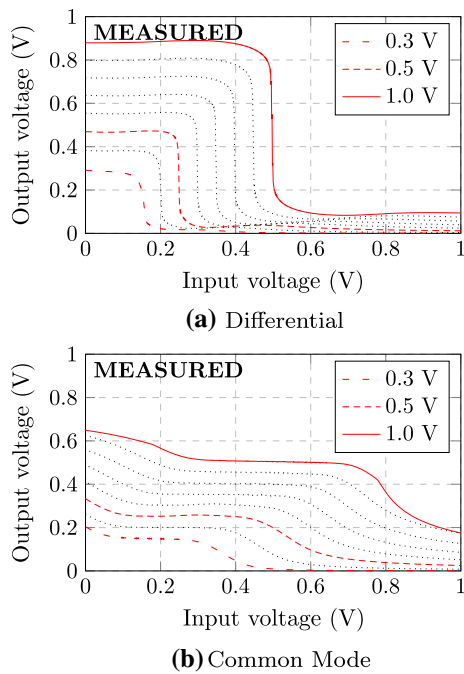 MEASURED
0.3 V
0.5 V
1.0 V
Output voltage (V)
1
0.8
0.6
0.4
0.2
0
0 0.2 0.4 0.6 0.8 1
Input voltage (V)
(a) Differential
MEASURED
0.3 V
0.5 V
1.0 V
Output voltage (V)
1
0.8
0.6
0.4
0.2
0
0 0.2 0.4 0.6 0.8 1
Input voltage (V)
(b) Common Mode